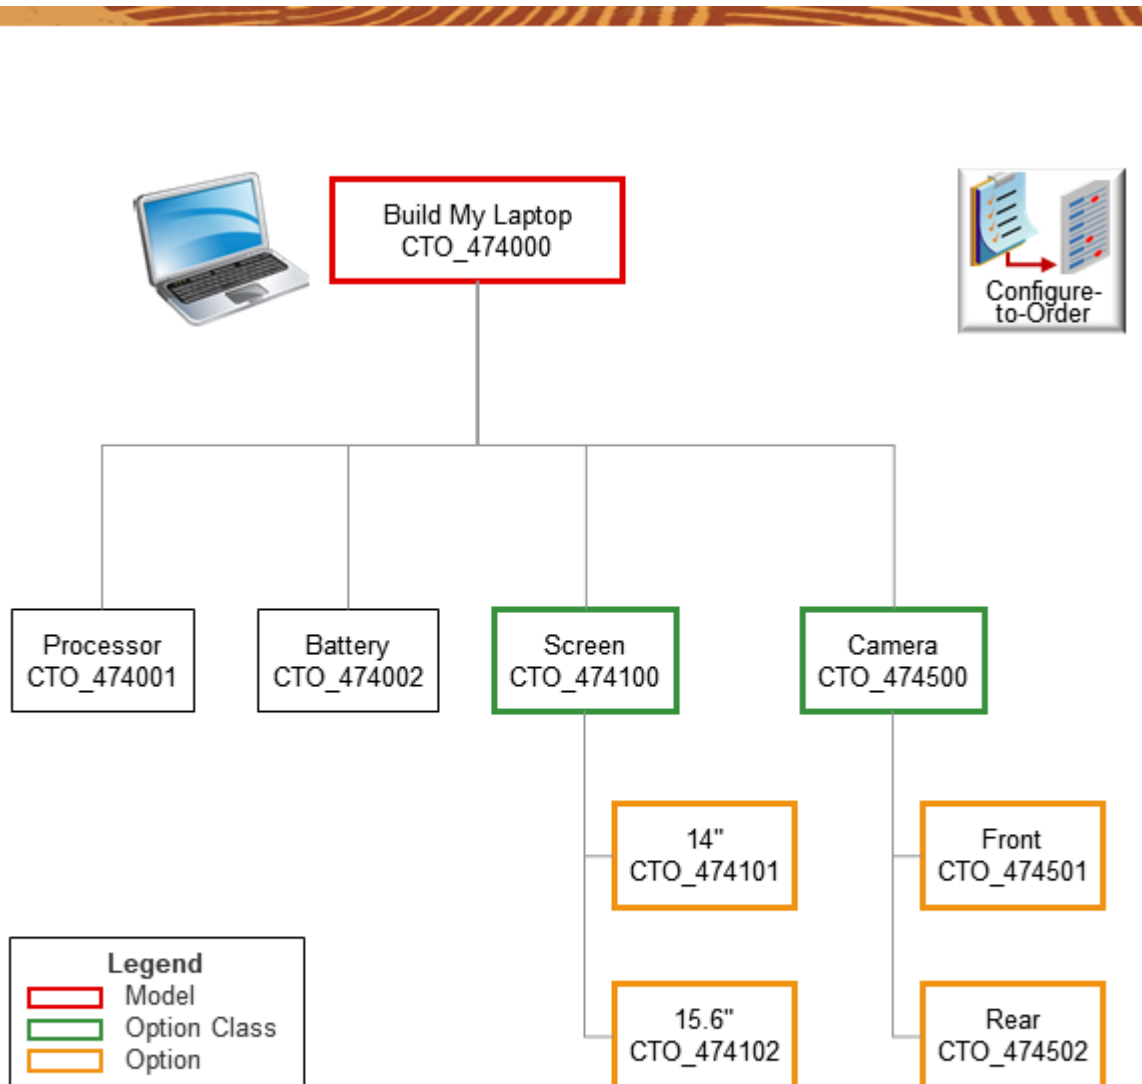 Build My Laptop
CTO_474000
Configure-
to-Order
Processor
CTO_474001
Battery
CTO_474002
Screen
CTO_474100
Camera
CTO_474500
14"
CTO_474101
Front
CTO_474501
15.6"
CTO_474102
Rear
CTO_474502
Legend
Model
Option Class
Option